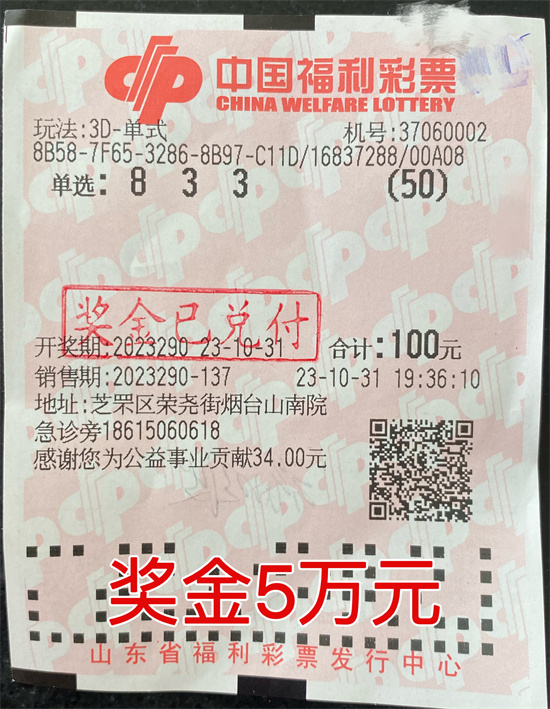 中国福利彩票
CHINA WELFARE LOTTERY
玩法:3D-单式 机号:37060002
8B58-7F65-3286-8B97-C11D/16837288/00A08
单选: 8 3 3 (50)
奖金已兑付
开奖期:2023290 23-10-31 合计:100元
销售期:2023290-137 23-10-31 19:36:10
地址:芝罘区荣尧街烟台山南院
急诊旁18615060618
感谢您为公益事业贡献34.00元
奖金5万元
山东省福利彩票发行中心